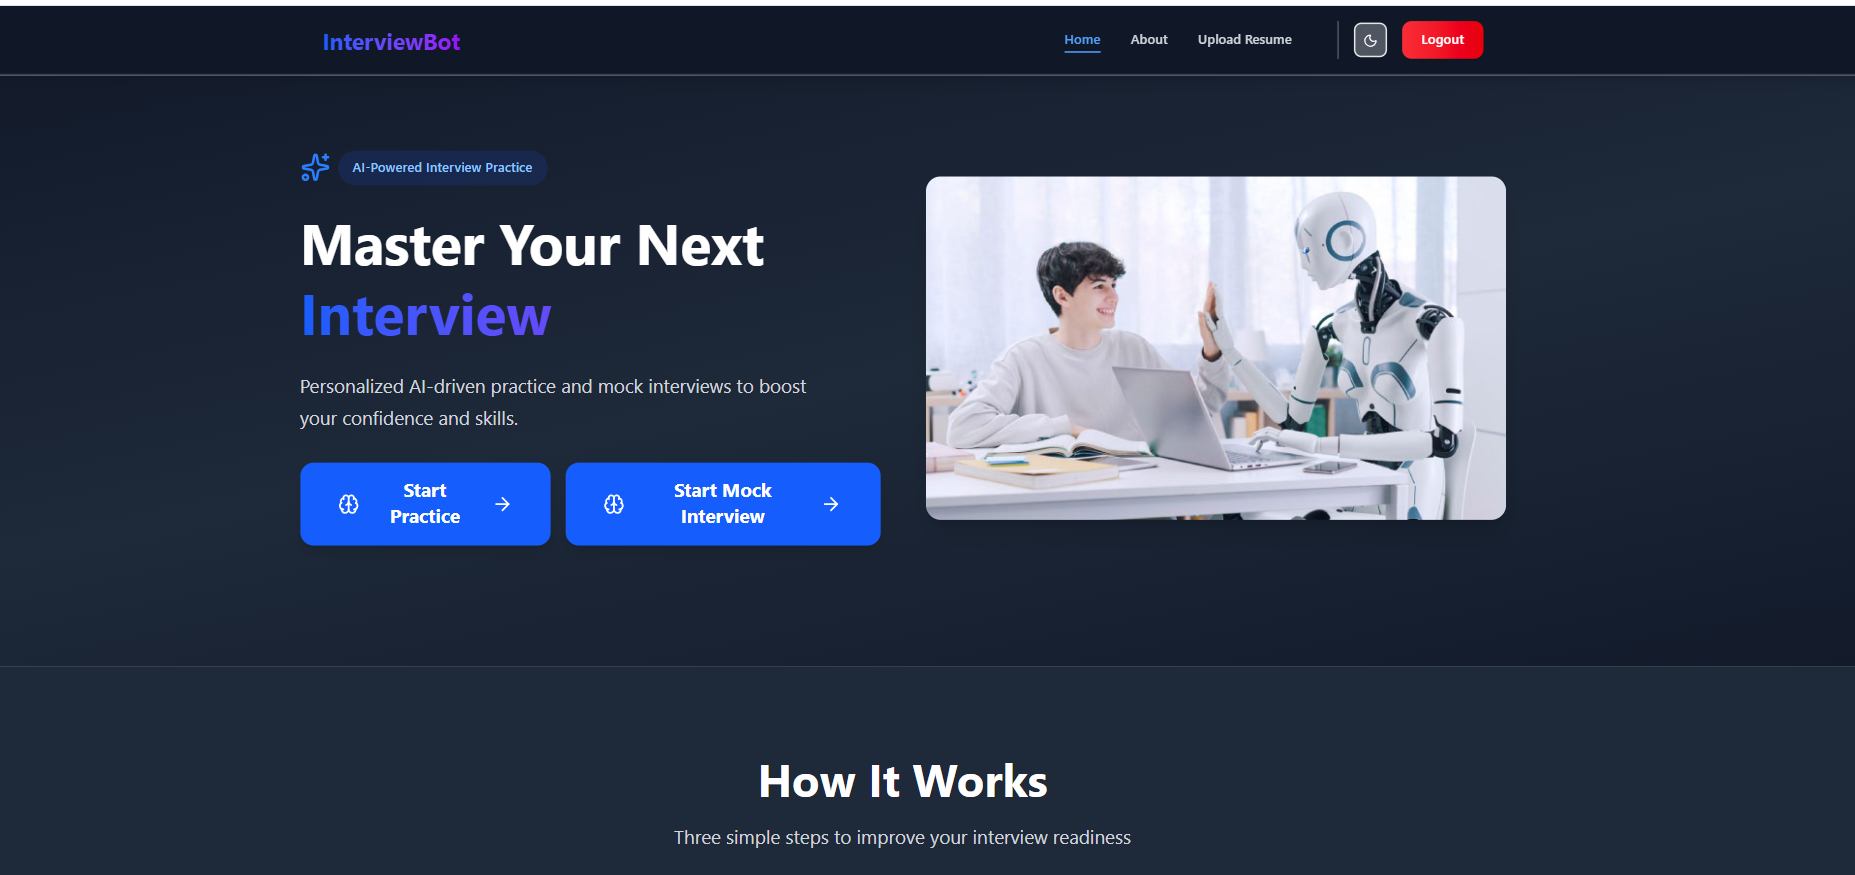 InterviewBot
Home
About
Upload Resume
Logout
AI-Powered Interview Practice
Master Your Next
Interview
Personalized AI-driven practice and mock interviews to boost
your confidence and skills.
Start
Practice
Start Mock
Interview
How It Works
Three simple steps to improve your interview readiness